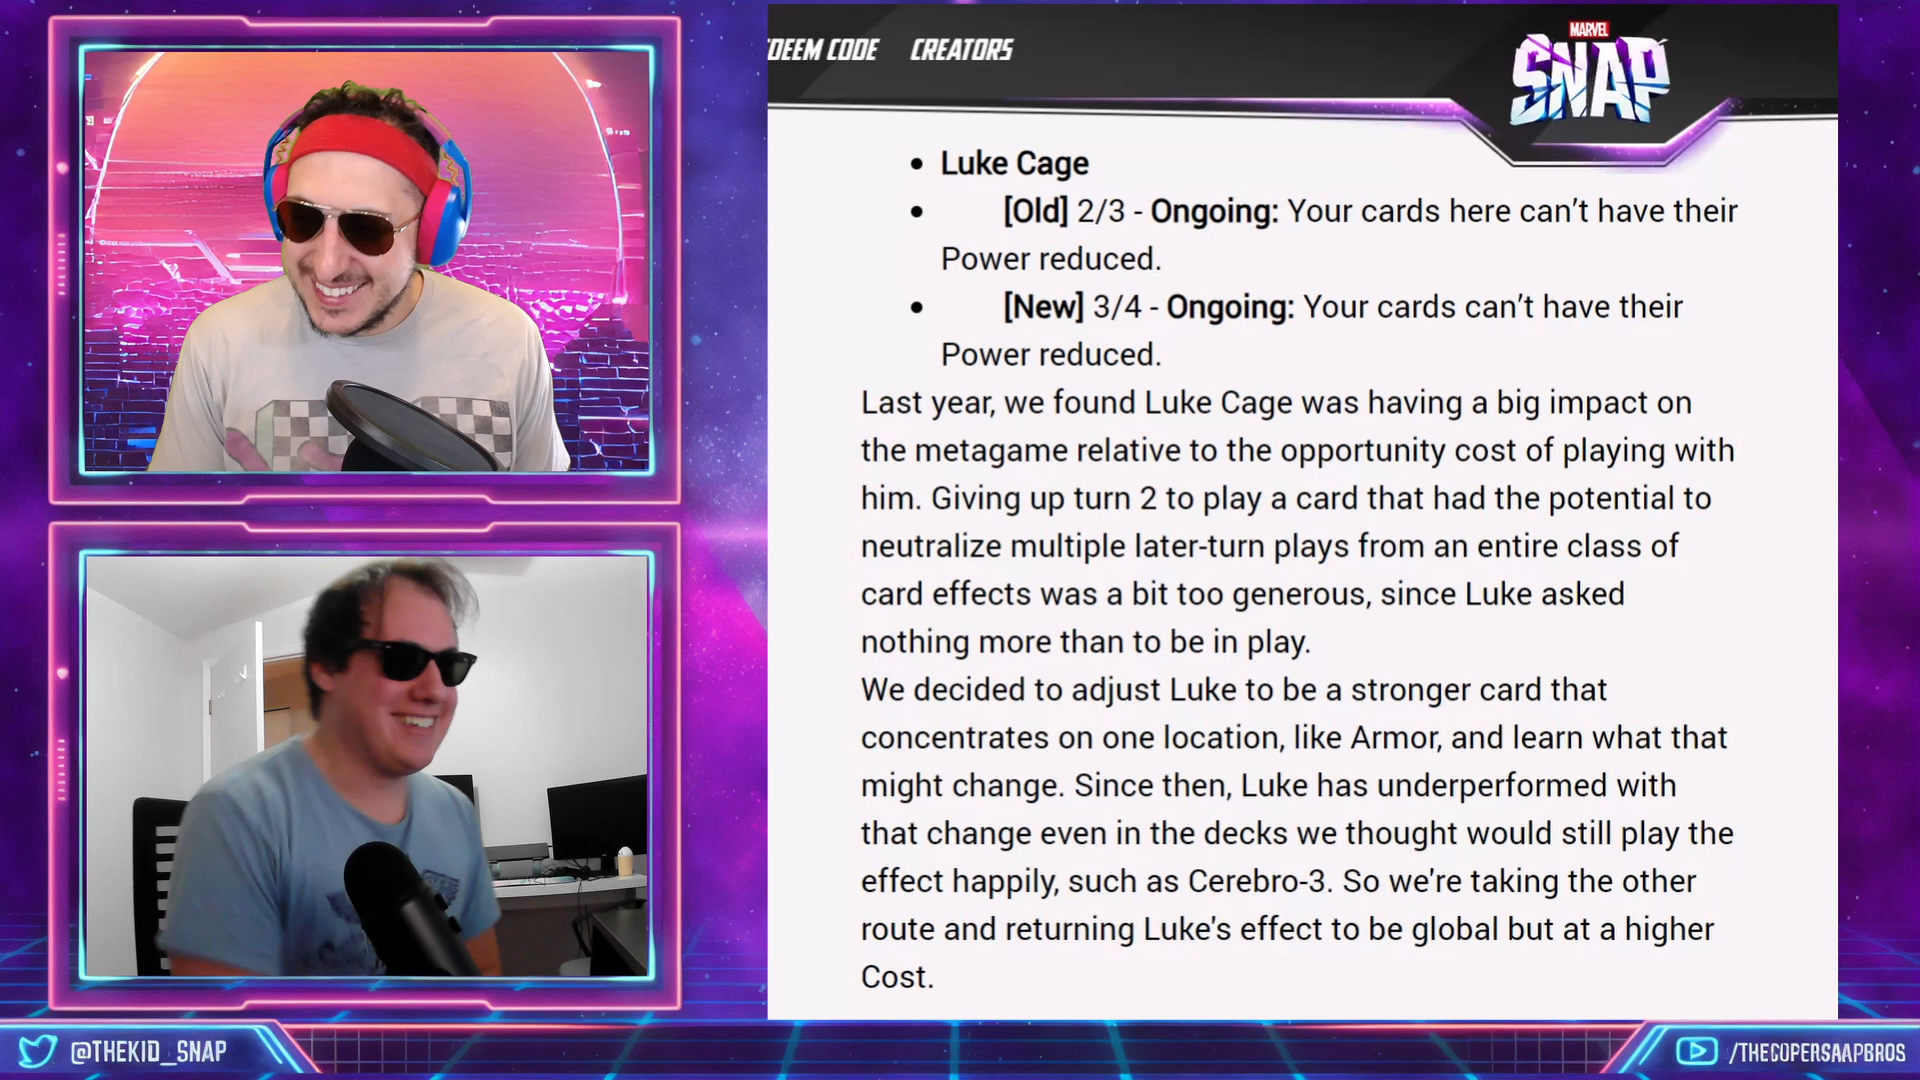 DEEM CODE CREATORS
MARVEL
SNAP
• Luke Cage
• [Old] 2/3 - Ongoing: Your cards here can’t have their
Power reduced.
• [New] 3/4 - Ongoing: Your cards can’t have their
Power reduced.
Last year, we found Luke Cage was having a big impact on
the metagame relative to the opportunity cost of playing with
him. Giving up turn 2 to play a card that had the potential to
neutralize multiple later-turn plays from an entire class of
card effects was a bit too generous, since Luke asked
nothing more than to be in play.
We decided to adjust Luke to be a stronger card that
concentrates on one location, like Armor, and learn what that
might change. Since then, Luke has underperformed with
that change even in the decks we thought would still play the
effect happily, such as Cerebro-3. So we're taking the other
route and returning Luke's effect to be global but at a higher
Cost.
@THEKID_SNAP